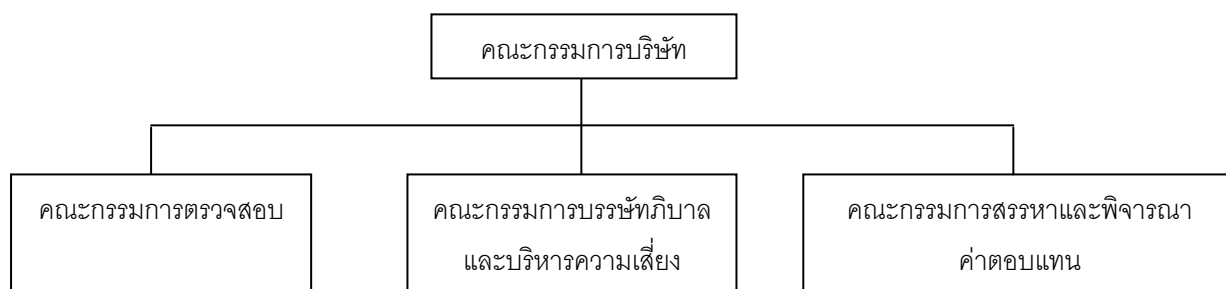 คณะกรรมการบริษัท
คณะกรรมการตรวจสอบ
คณะกรรมการบรรษัทภิบาล
และบริหารความเสี่ยง
คณะกรรมการสรรหาและพิจารณา
ค่าตอบแทน